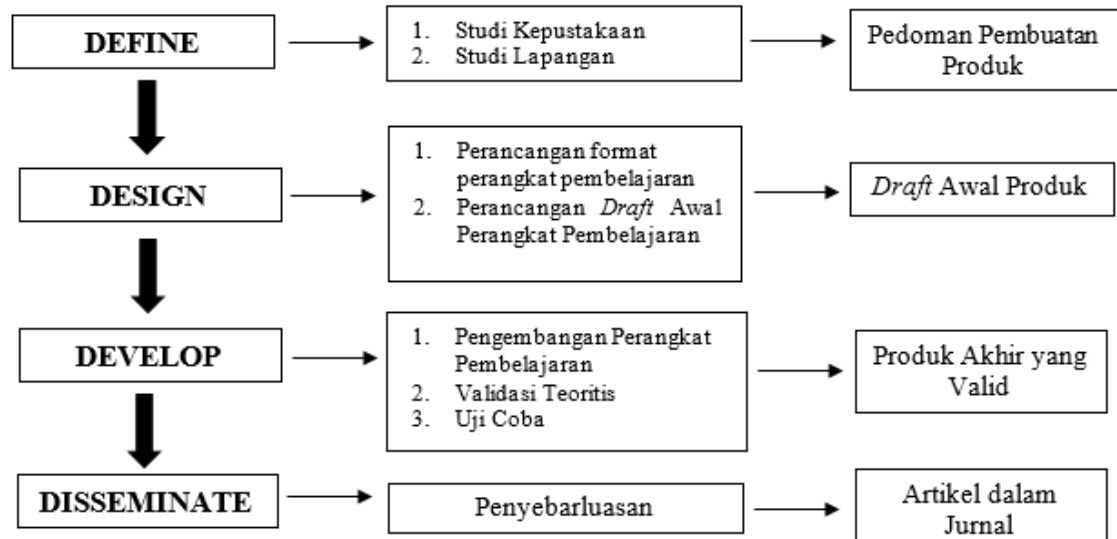 DEFINE
1. Studi Kepustakaan
2. Studi Lapangan
Pedoman Pembuatan
Produk
DESIGN
1. Perancangan format
perangkat pembelajaran
2. Perancangan Draft Awal
Perangkat Pembelajaran
Draft Awal Produk
DEVELOP
1. Pengembangan Perangkat
Pembelajaran
2. Validasi Teoritis
3. Uji Coba
Produk Akhir yang
Valid
DISSEMINATE
Penyebarluasan
Artikel dalam
Jurnal